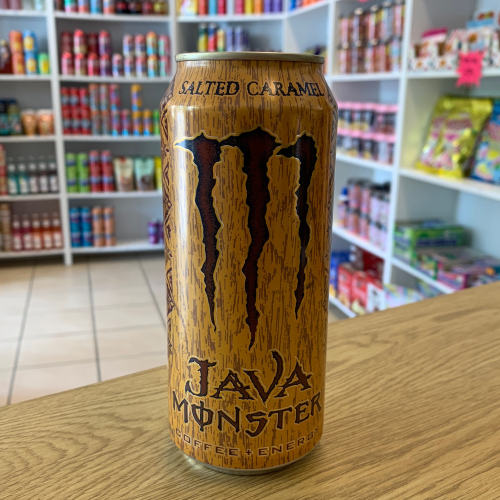 SALTED CARAMEL
JAVA
MONSTER
COFFEE + ENERGY